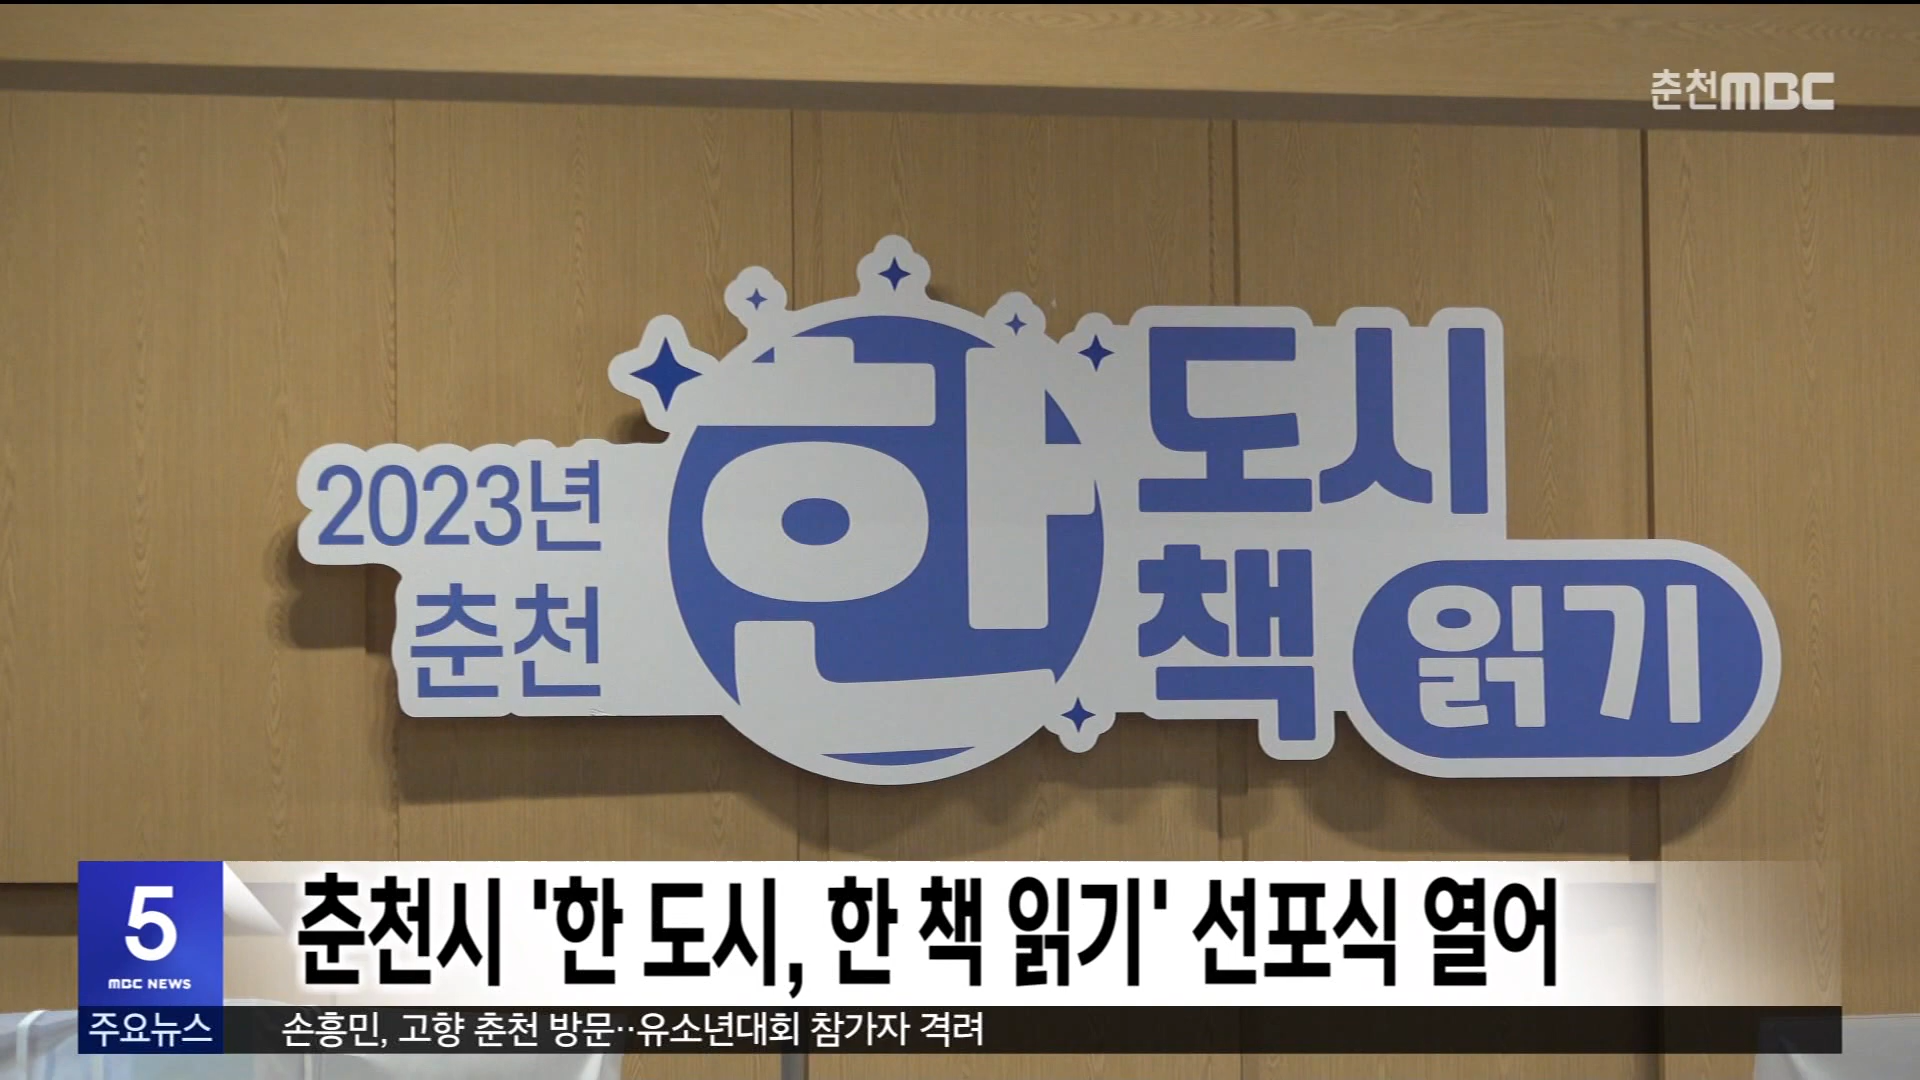 춘천MBC
2023년
춘천
한
도시
책 읽기
5
MBC NEWS
춘천시 '한 도시, 한 책 읽기' 선포식 열어
주요뉴스
손흥민, 고향 춘천 방문··유소년대회 참가자 격려